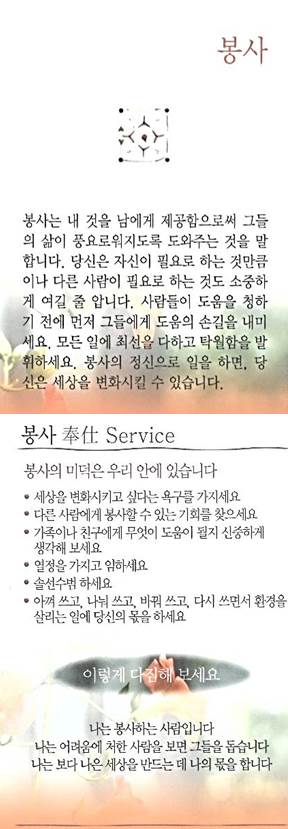 봉사
봉사는 내 것을 남에게 제공함으로써 그들
의 삶이 풍요로워지도록 도와주는 것을 말
합니다. 당신은 자신이 필요로 하는 것만큼
이나 다른 사람이 필요로 하는 것도 소중하
게 여길 줄 압니다. 사람들이 도움을 청하
기 전에 먼저 그들에게 도움의 손길을 내미
세요. 모든 일에 최선을 다하고 탁월함을 발
휘하세요. 봉사의 정신으로 일을 하면, 당
신은 세상을 변화시킬 수 있습니다.
봉사 奉仕 Service
봉사의 미덕은 우리 안에 있습니다
세상을 변화시키고 싶다는 욕구를 가지세요
다른 사람에게 봉사할 수 있는 기회를 찾으세요
가족이나 친구에게 무엇이 도움이 될지 신중하게
생각해 보세요
열정을 가지고 임하세요
솔선수범 하세요
아껴 쓰고, 나눠 쓰고, 바꿔 쓰고, 다시 쓰면서 환경을
살리는 일에 당신의 몫을 하세요
이렇게 다짐해 보세요
나는 봉사하는 사람입니다
나는 어려움에 처한 사람을 보면 그들을 돕습니다
나는 보다 나은 세상을 만드는 데 나의 몫을 합니다